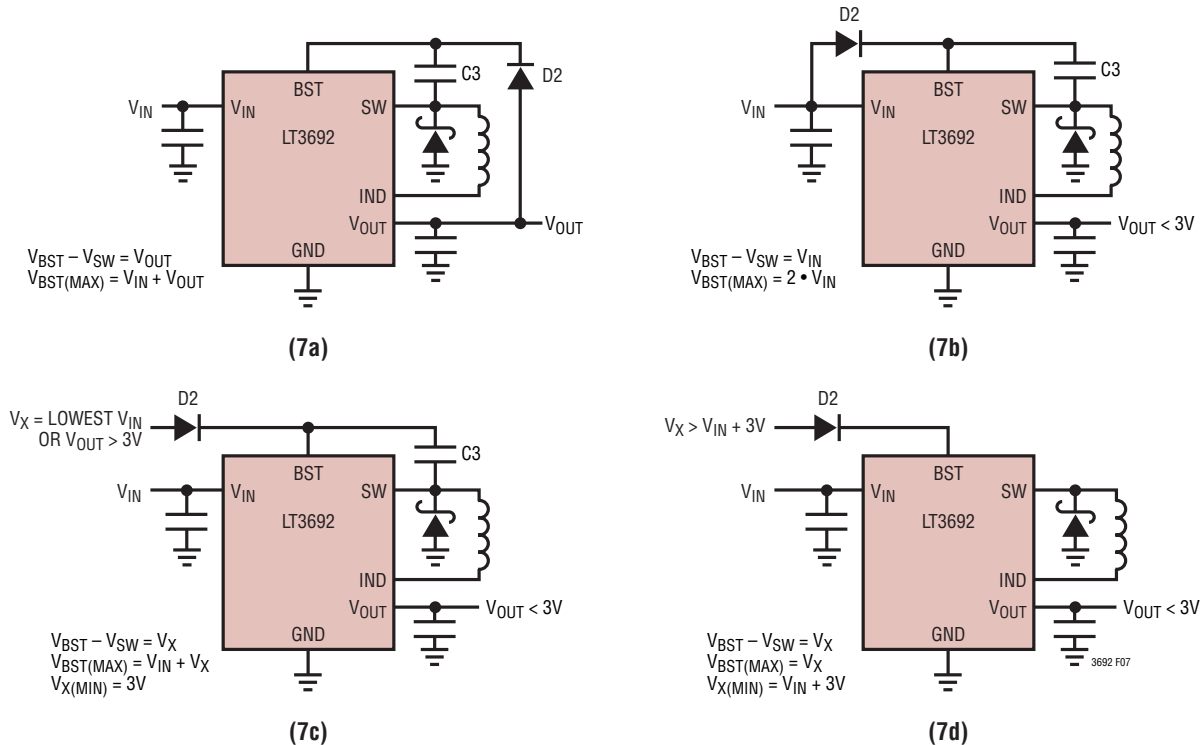 D2
C3
BST
V_IN
V_IN
SW
LT3692
IND
V_OUT
V_OUT
GND
V_BST – V_SW = V_OUT
V_BST(MAX) = V_IN + V_OUT
(7a)
D2
C3
BST
V_IN
V_IN
SW
LT3692
IND
V_OUT
V_OUT < 3V
GND
V_BST – V_SW = V_IN
V_BST(MAX) = 2 • V_IN
(7b)
D2
V_X = LOWEST V_IN
OR V_OUT > 3V
C3
BST
V_IN
V_IN
SW
LT3692
IND
V_OUT
V_OUT < 3V
GND
V_BST – V_SW = V_X
V_BST(MAX) = V_IN + V_X
V_X(MIN) = 3V
(7c)
D2
V_X > V_IN + 3V
BST
V_IN
V_IN
SW
LT3692
IND
V_OUT
V_OUT < 3V
GND
V_BST – V_SW = V_X
V_BST(MAX) = V_X
V_X(MIN) = V_IN + 3V
3692 F07
(7d)